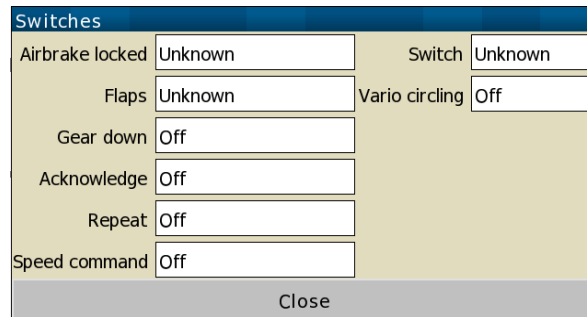 Switches
Airbrake locked Unknown Switch Unknown
Flaps Unknown Vario circling Off
Gear down Off
Acknowledge Off
Repeat Off
Speed command Off
Close